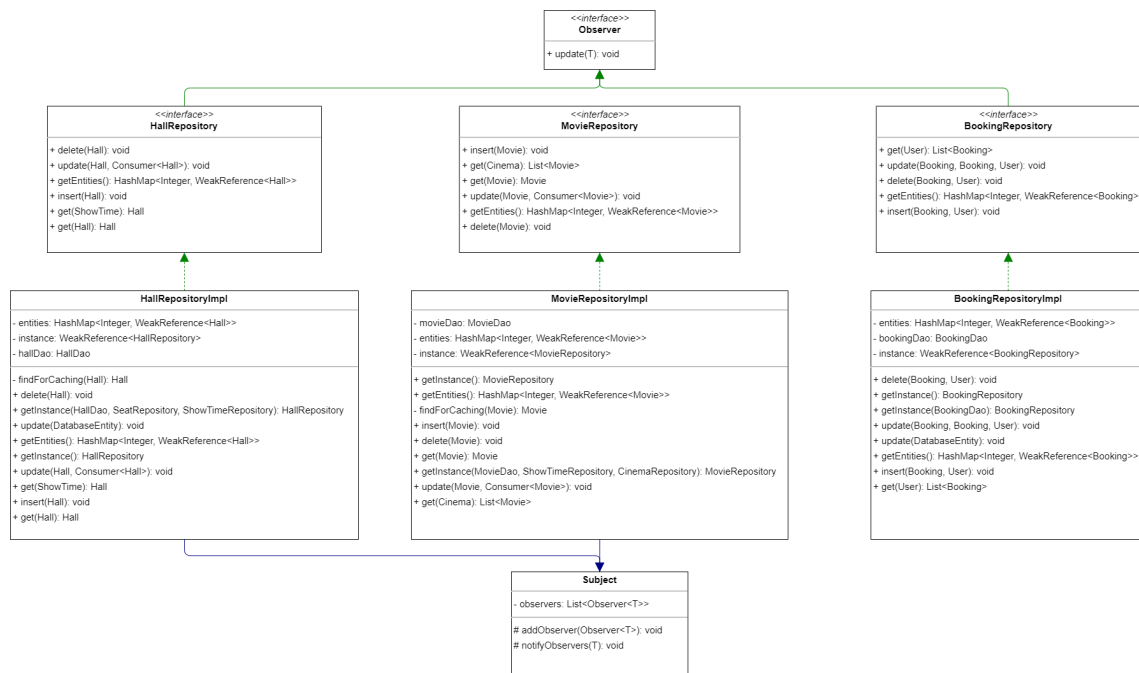 <<interface>>
Observer
+ update(T): void
<<interface>>
HallRepository
+ delete(Hall): void
+ update(Hall, Consumer<Hall>): void
+ getEntities(): HashMap<Integer, WeakReference<Hall>>
+ insert(Hall): void
+ get(ShowTime): Hall
+ get(Hall): Hall
<<interface>>
MovieRepository
+ insert(Movie): void
+ get(Cinema): List<Movie>
+ get(Movie): Movie
+ update(Movie, Consumer<Movie>): void
+ getEntities(): HashMap<Integer, WeakReference<Movie>>
+ delete(Movie): void
<<interface>>
BookingRepository
+ get(User): List<Booking>
+ update(Booking, Booking, User): void
+ delete(Booking, User): void
+ getEntities(): HashMap<Integer, WeakReference<Booking>
+ insert(Booking, User): void
HallRepositoryImpl
- entities: HashMap<Integer, WeakReference<Hall>>
- instance: WeakReference<HallRepository>
- hallDao: HallDao
- findForCaching(Hall): Hall
+ delete(Hall): void
+ getInstance(HallDao, SeatRepository, ShowTimeRepository): HallRepository
+ update(DatabaseEntity): void
+ getEntities(): HashMap<Integer, WeakReference<Hall>>
+ getInstance(): HallRepository
+ update(Hall, Consumer<Hall>): void
+ get(ShowTime): Hall
+ insert(Hall): void
+ get(Hall): Hall
MovieRepositoryImpl
- movieDao: MovieDao
- entities: HashMap<Integer, WeakReference<Movie>>
- instance: WeakReference<MovieRepository>
+ getInstance(): MovieRepository
+ getEntities(): HashMap<Integer, WeakReference<Movie>>
- findForCaching(Movie): Movie
+ insert(Movie): void
+ delete(Movie): void
+ get(Movie): Movie
+ getInstance(MovieDao, ShowTimeRepository, CinemaRepository): MovieRepository
+ update(Movie, Consumer<Movie>): void
+ get(Cinema): List<Movie>
BookingRepositoryImpl
- entities: HashMap<Integer, WeakReference<Booking>>
- bookingDao: BookingDao
- instance: WeakReference<BookingRepository>
+ delete(Booking, User): void
+ getInstance(): BookingRepository
+ getInstance(BookingDao): BookingRepository
+ update(Booking, Booking, User): void
+ update(DatabaseEntity): void
+ getEntities(): HashMap<Integer, WeakReference<Booking>>
+ insert(Booking, User): void
+ get(User): List<Booking>
Subject
- observers: List<Observer<T>>
# addObserver(Observer<T>): void
# notifyObservers(T): void